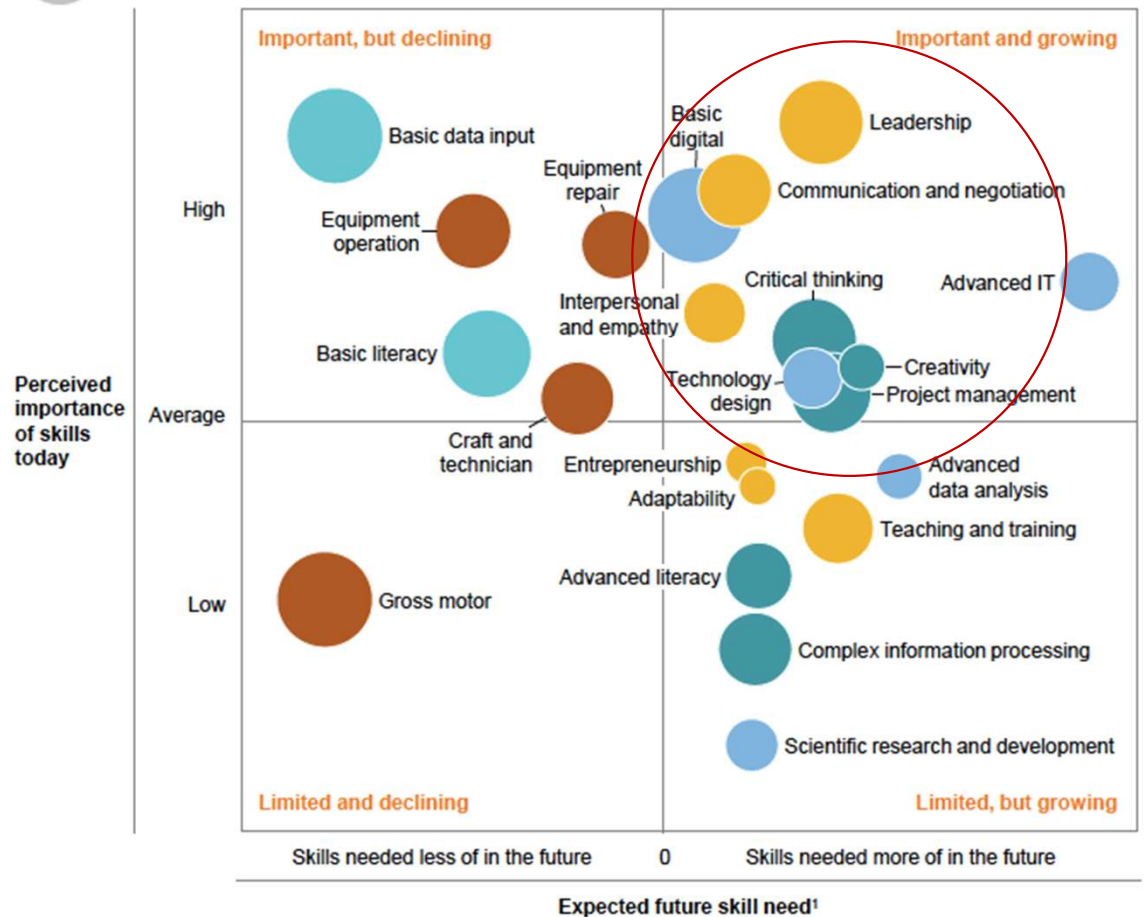 Important, but declining
Important and growing
Basic
digital
Leadership
Basic data input
Equipment
repair
Communication and negotiation
High
Equipment
operation
Critical thinking
Advanced IT
Interpersonal
and empathy
Basic literacy
Creativity
Technology
design
Project management
Perceived
importance
of skills
today
Average
Craft and
technician
Entrepreneurship
Advanced
data analysis
Adaptability
Teaching and training
Advanced literacy
Low
Gross motor
Complex information processing
Scientific research and development
Limited and declining
Limited, but growing
Skills needed less of in the future
0
Skills needed more of in the future
Expected future skill need¹